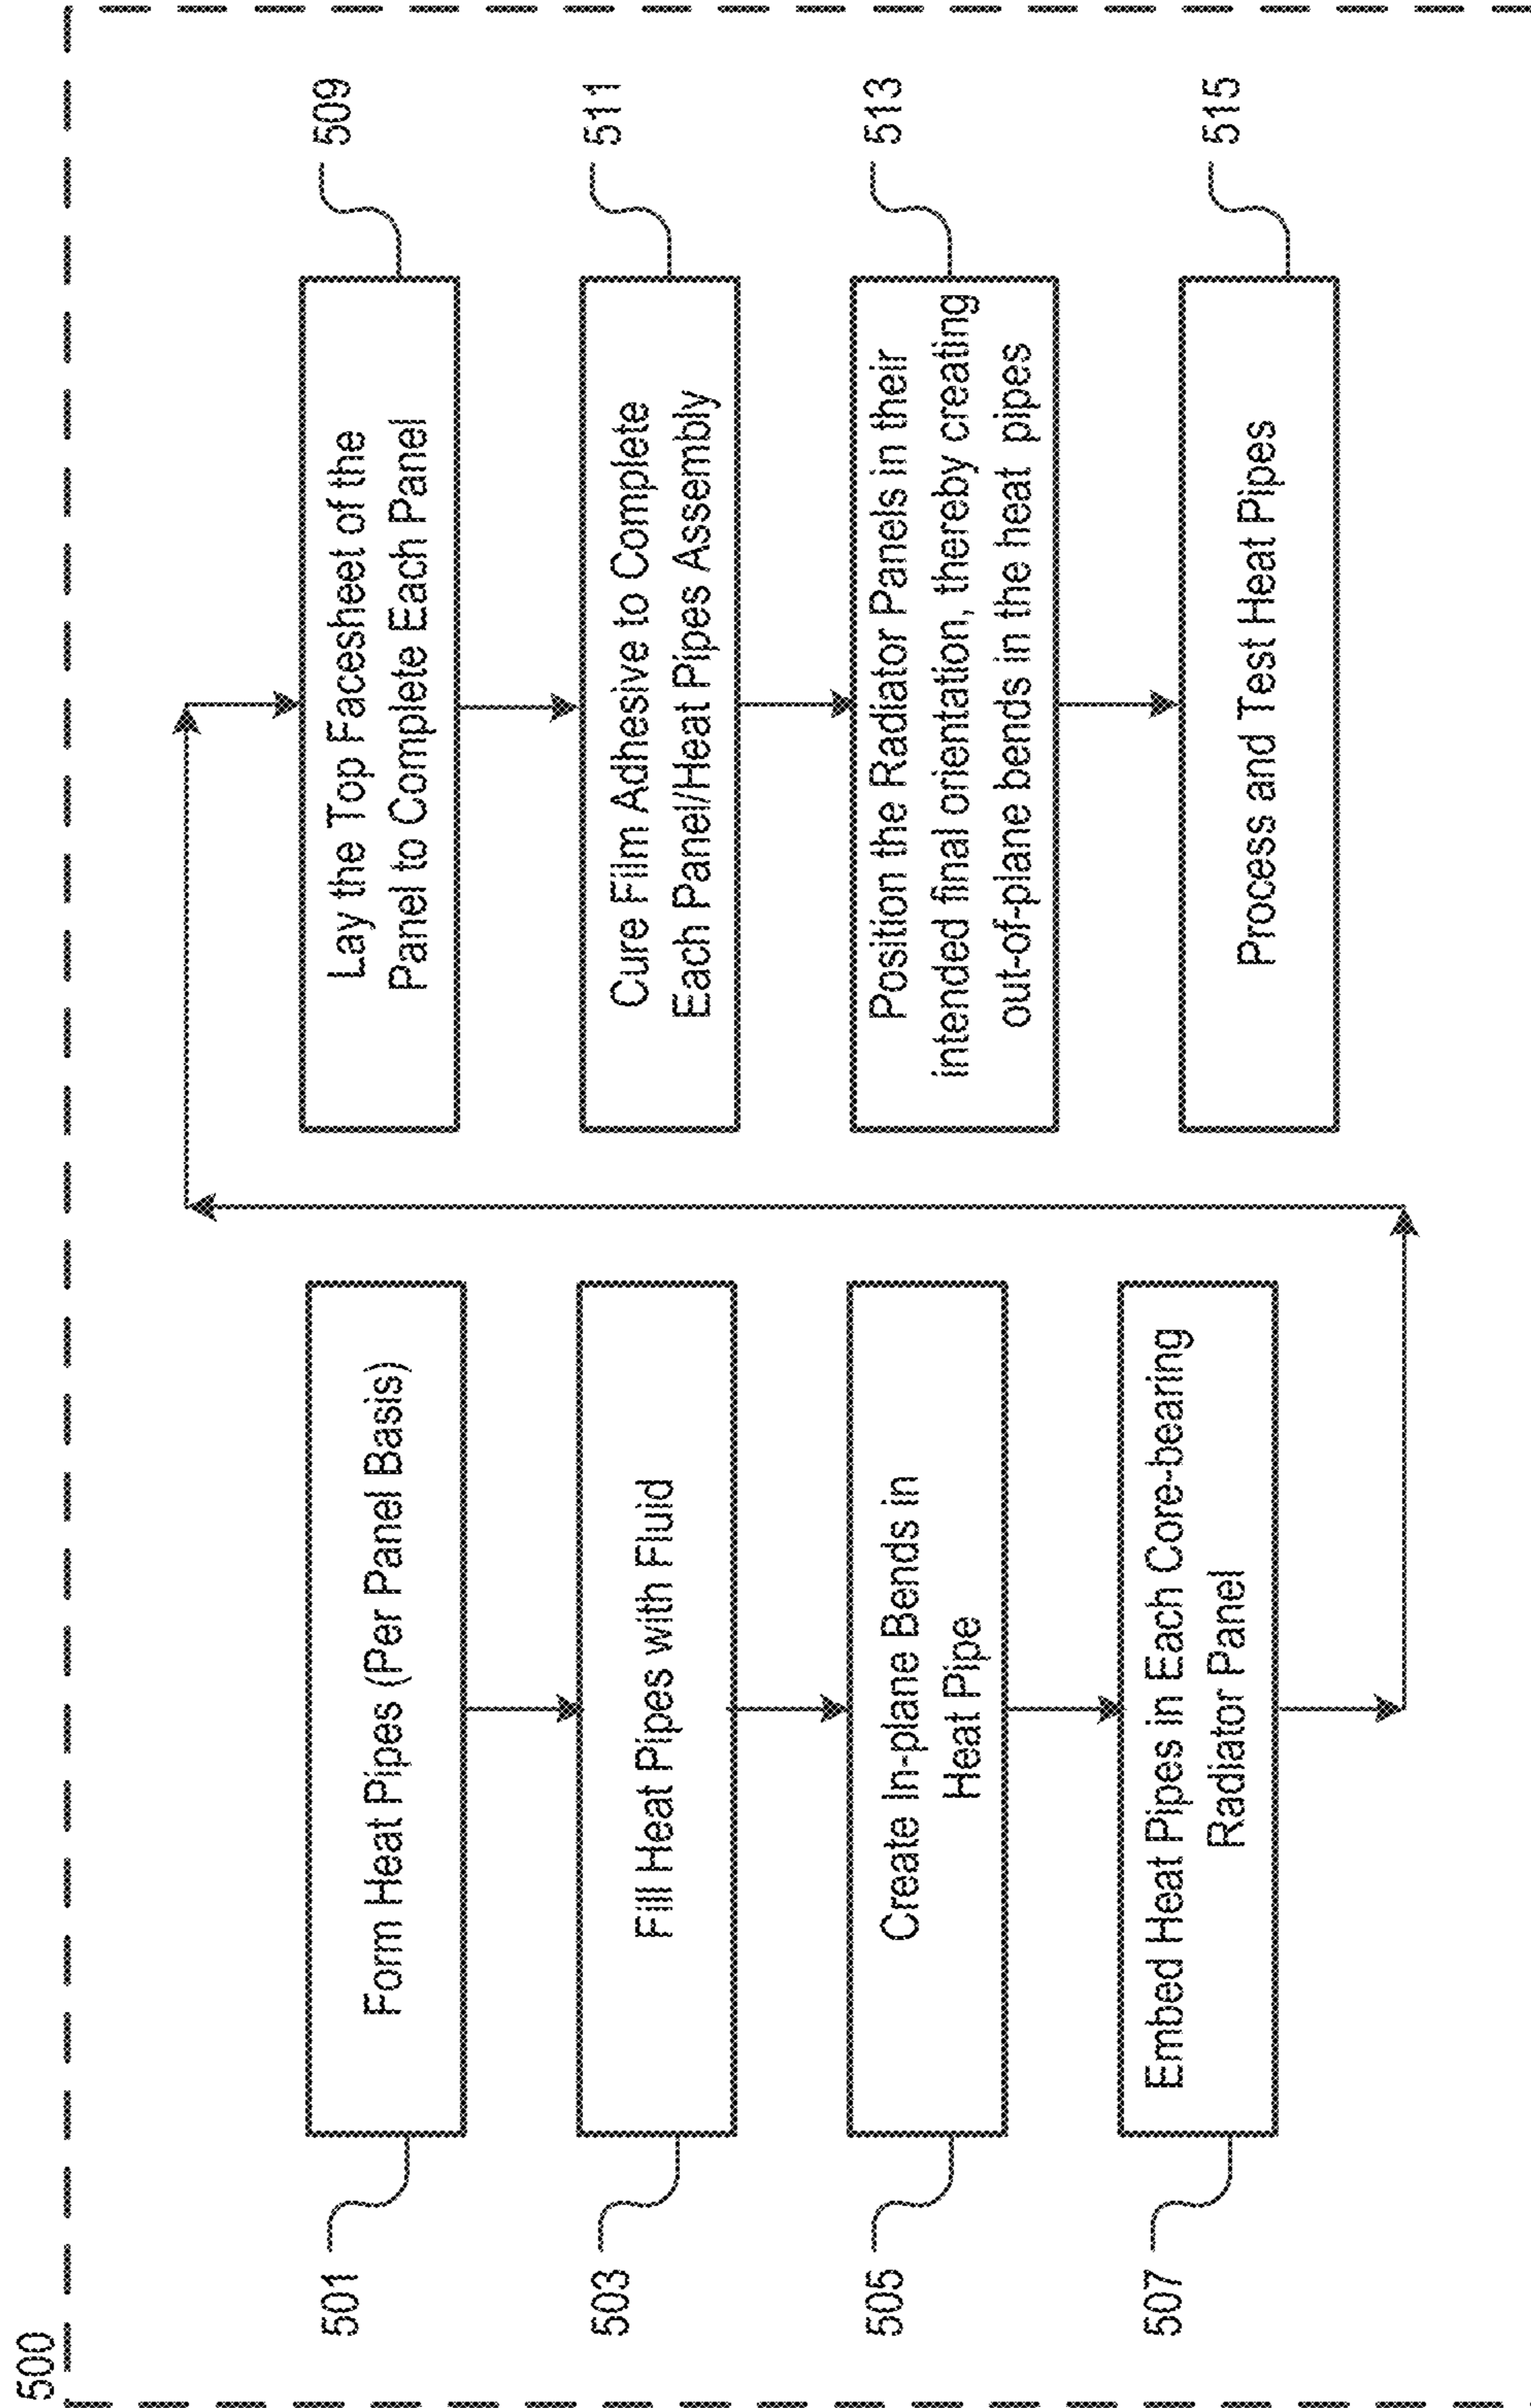 500
501
Form Heat Pipes (Per Panel Basis)
503
Fill Heat Pipes with Fluid
505
Create In-plane Bends in
Heat Pipe
507
Embed Heat Pipes in Each Core-bearing
Radiator Panel
Lay the Top Facesheet of the
Panel to Complete Each Panel
509
Cure Film Adhesive to Complete
Each Panel/Heat Pipes Assembly
511
Position the Radiator Panels in their
intended final orientation, thereby creating
out-of-plane bends in the heat pipes
513
Process and Test Heat Pipes
515